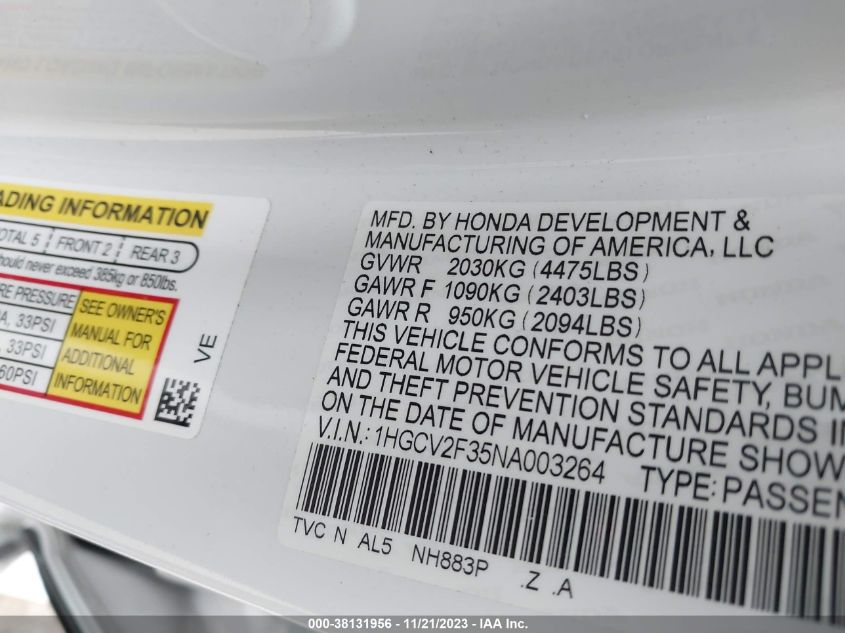 ADING INFORMATION
OTAL 5 FRONT 2 REAR 3
should never exceed 385kg or 850lbs.
RE PRESSURE
SEE OWNER'S
MANUAL FOR
ADDITIONAL
INFORMATION
A, 33PSI
, 33PSI
60PSI
VE
MFD. BY HONDA DEVELOPMENT &
MANUFACTURING OF AMERICA, LLC
GVWR 2030KG (4475LBS)
GAWR F 1090KG (2403LBS)
GAWR R 950KG (2094LBS)
THIS VEHICLE CONFORMS TO ALL APPL
FEDERAL MOTOR VEHICLE SAFETY, BUM
AND THEFT PREVENTION STANDARDS I
ON THE DATE OF MANUFACTURE SHOW
V.I.N.: 1HGCV2F35NA003264 TYPE: PASSEN
TVC N AL5 NH883P .Z .A
000-38131956 - 11/21/2023 - IAA Inc.